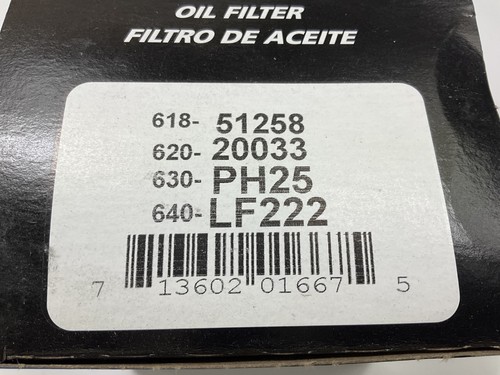 OIL FILTER
FILTRO DE ACEITE
618- 51258
620- 20033
630- PH25
640- LF222
7 13602 01667 5